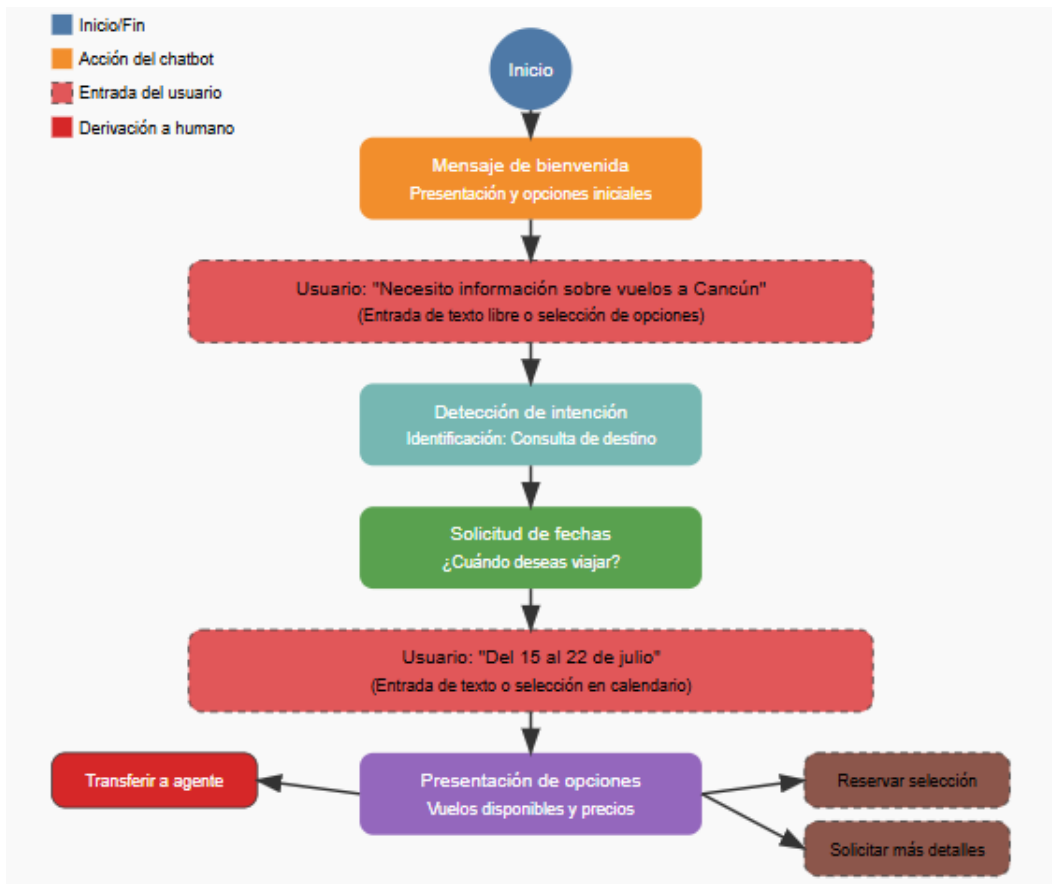 Inicio/Fin
Acción del chatbot
Entrada del usuario
Derivación a humano
Inicio
Mensaje de bienvenida
Presentación y opciones iniciales
Usuario: "Necesito información sobre vuelos a Cancún"
(Entrada de texto libre o selección de opciones)
Detección de intención
Identificación: Consulta de destino
Solicitud de fechas
¿Cuándo deseas viajar?
Usuario: "Del 15 al 22 de julio"
(Entrada de texto o selección en calendario)
Transferir a agente
Presentación de opciones
Vuelos disponibles y precios
Reservar selección
Solicitar más detalles